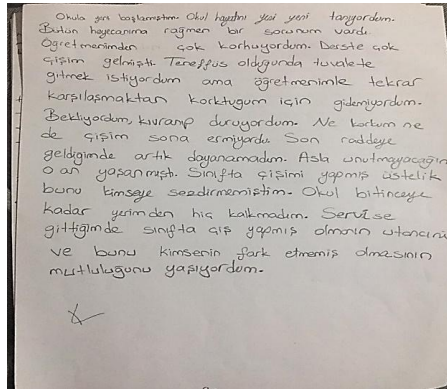 Okula yeni başlamıştım. Okul hayatını yeni yeni tanıyordum.
Bütün heyecanıma rağmen bir sorunum vardı.
Öğretmenimden çok korkuyordum. Derste çok
çişim gelmişti. Teneffüs olduğunda tuvalete
gitmek istiyordum ama öğretmenimle tekrar
karşılaşmaktan korktuğum için gidemiyordum.
Bekliyordum, kıvranıp duruyordum. Ne korkum ne
de çişim sona ermiyordu. Son raddeye
geldiğimde artık dayanamadım. Asla unutmayacağım
o an yaşanmıştı. Sınıfta çişimi yapmış üstelik
bunu kimseye sezdirmemiştim. Okul bitinceye
kadar yerimden hiç kalkmadım. Servise
gittiğimde sınıfta çiş yapmış olmanın utancını
ve bunu kimsenin fark etmemiş olmasının
mutluluğunu yaşıyordum.